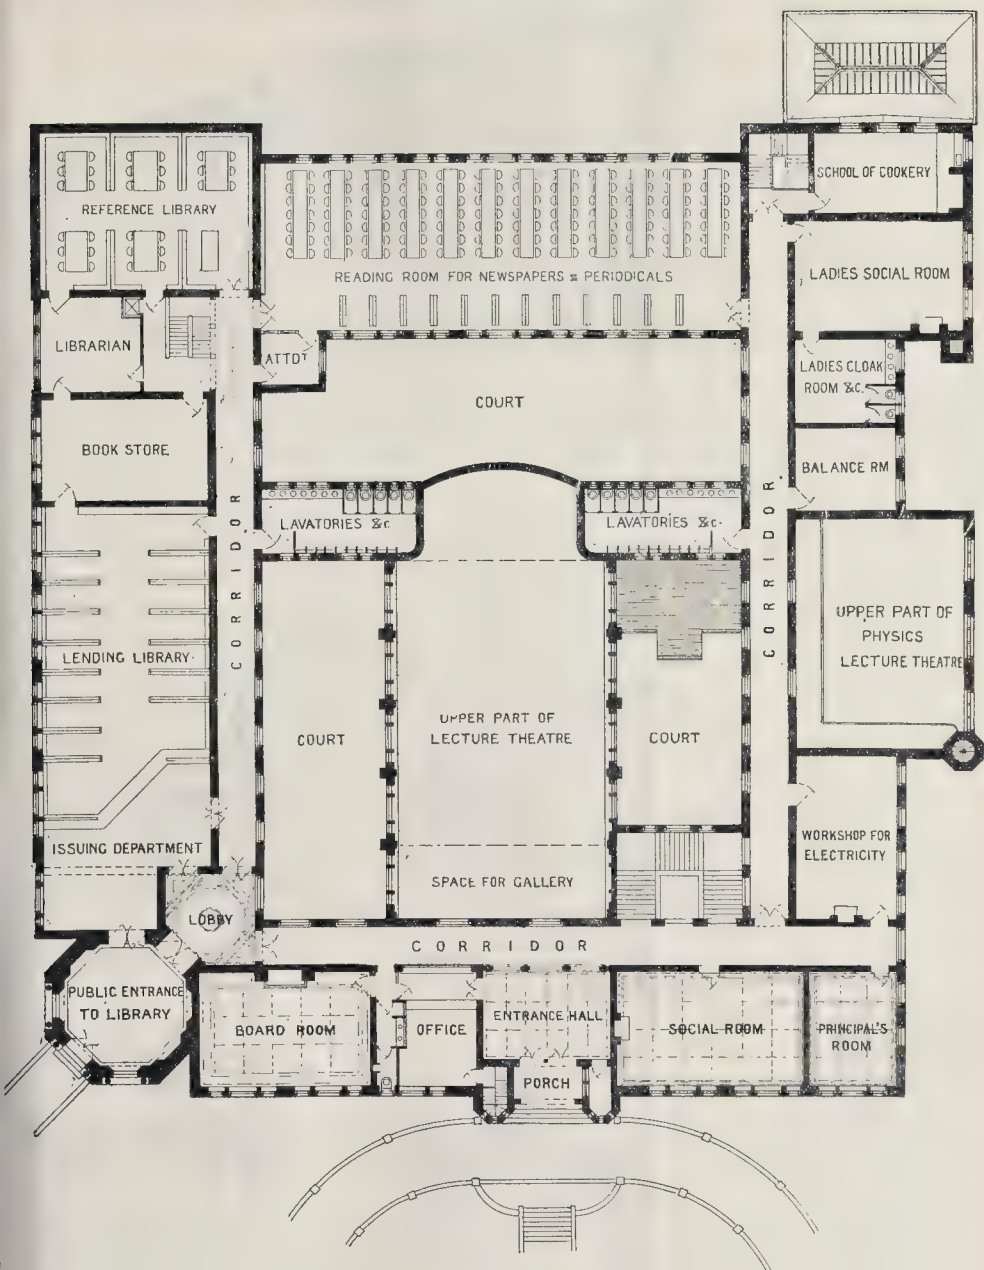 SCHOOL OF COOKERY
REFERENCE LIBRARY
LADIES SOCIAL ROOM
READING ROOM FOR NEWSPAPERS & PERIODICALS
LIBRARIAN
ATTDT
LADIES CLOAK
ROOM &C.
COURT
BOOK STORE
BALANCE RM
LAVATORIES &c
LAVATORIES &c.
CORRIDOR
CORRIDOR
UPPER PART OF
PHYSICS
LECTURE THEATRE
LENDING LIBRARY
COURT
UPPER PART OF
LECTURE THEATRE
COURT
ISSUING DEPARTMENT
WORKSHOP FOR
ELECTRICITY
SPACE FOR GALLERY
LOBBY
CORRIDOR
PUBLIC ENTRANCE
TO LIBRARY
BOARD ROOM
OFFICE
ENTRANCE HALL
SOCIAL ROOM
PRINCIPAL'S
ROOM
PORCH